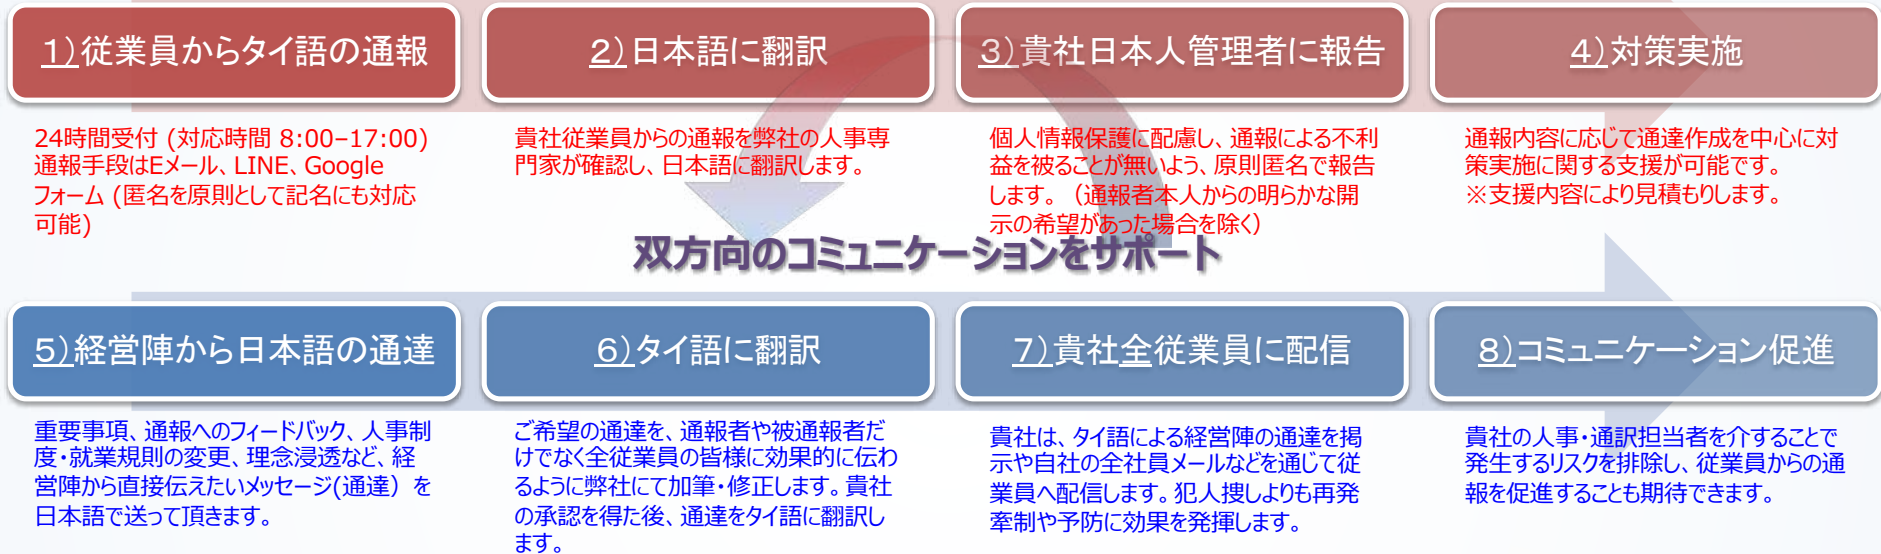 1)従業員からタイ語の通報
2)日本語に翻訳
3)貴社日本人管理者に報告
4)対策実施
24時間受付 (対応時間 8:00–17:00)
通報手段はEメール、LINE、Google
フォーム (匿名を原則として記名にも対応
可能)
貴社従業員からの通報を弊社の人事専
門家が確認し、日本語に翻訳します。
個人情報保護に配慮し、通報による不利
益を被ることが無いよう、原則匿名で報告
します。（通報者本人からの明らかな開
示の希望があった場合を除く）
通報内容に応じて通達作成を中心に対
策実施に関する支援が可能です。
※支援内容により見積もりします。
双方向のコミュニケーションをサポート
5)経営陣から日本語の通達
6)タイ語に翻訳
7)貴社全従業員に配信
8)コミュニケーション促進
重要事項、通報へのフィードバック、人事制
度・就業規則の変更、理念浸透など、経
営陣から直接伝えたいメッセージ(通達）を
日本語で送って頂きます。
ご希望の通達を、通報者や被通報者だ
けでなく全従業員の皆様に効果的に伝わ
るように弊社にて加筆・修正します。貴社
の承認を得た後、通達をタイ語に翻訳し
ます。
貴社は、タイ語による経営陣の通達を掲
示や自社の全社員メールなどを通じて従
業員へ配信します。犯人捜しよりも再発
牽制や予防に効果を発揮します。
貴社の人事・通訳担当者を介することで
発生するリスクを排除し、従業員からの通
報を促進することも期待できます。